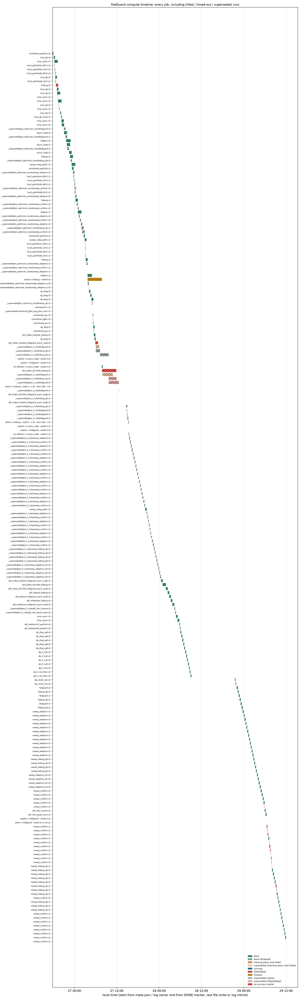 FedGuard compute timeline: every job, including killed / timed-out / superseded runs
centralized_patchtst s0
tune_dp s0
tune_async s0
local_patchtst/A_MICU s0
local_patchtst/A_SICU s0
local_patchtst/B_MICU s0
tune_dp s0
local_patchtst/B_SICU s0
fedavg s0
tune_dp s0
tune_dp s0
tune_async s0
tune_async s0
tune_dp s0
tune_async s0
tune_dp s0
tune_dp_small s0
tune_async s0
tune_async s0
_superseded/pre_optimizer_reset/fedguard s0
async_nodp s0
_superseded/pre_optimizer_reset/fedguard s1
fedprox s0
async_nodp s1
_superseded/pre_optimizer_reset/fedguard s2
async_nodp s2
fedavg s0
_superseded/pre_optimizer_reset/fedavg_dp s0
sweep_nodp_public s0
centralized_patchtst s1
_superseded/pre_optimizer_reset/sweep_adaptive s0
local_patchtst/A_MICU s1
local_patchtst/A_SICU s1
local_patchtst/B_MICU s1
_superseded/pre_optimizer_reset/sweep_uniform s0
local_patchtst/B_SICU s1
_superseded/pre_optimizer_reset/sweep_adaptive s0
fedavg s1
_superseded/pre_optimizer_reset/sweep_uniform s0
_superseded/pre_optimizer_reset/sweep_uniform s0
fedprox s1
_superseded/pre_optimizer_reset/sweep_adaptive s0
_superseded/pre_optimizer_reset/sweep_uniform s0
_superseded/pre_optimizer_reset/sweep_adaptive s0
_superseded/pre_optimizer_reset/fedavg_dp s1
_superseded/pre_optimizer_reset/sweep_uniform s0
centralized_patchtst s2
sweep_nodp_public s1
local_patchtst/A_MICU s2
local_patchtst/A_SICU s2
local_patchtst/B_MICU s2
local_patchtst/B_SICU s2
fedavg s2
_superseded/pre_optimizer_reset/sweep_adaptive s1
_superseded/pre_optimizer_reset/sweep_uniform s1
_superseded/pre_optimizer_reset/sweep_adaptive s1
fedprox s2
attack -e fedavg --seed 0 s0
superseded/pre_optimizer_reset/sweep_adaptive_e s0
superseded/pre_optimizer_reset/sweep_adaptive_e s0
dp_diag s0
dp_diag s0
dp_diag s0
_superseded/pre_optimizer_reset/fedavg_dp s2
centralized_lr s0
_superseded/centralized_lgbm_bug_best_iter1 s0
centralized_gru s0
centralized_lgbm s0
centralized_gru s1
dp_diag s0
centralized_gru s2
abl_nodes_hospital_fedavg s0
dp_diag s0
abl_nodes_hospital_fedguard_async_nodp s0
_superseded/pre_lr_rule/fedguard s0
_superseded/pre_lr_rule/fedavg_dp s0
_superseded/pre_lr_rule/fedavg_dp s1
explain -e async_nodp --seeds 0 s0
explain -e fedguard --seeds 0 s0
mc-ablation -e async_nodp --seeds 0 s0
abl_nodes_dirichlet_fedavg s0
_superseded/pre_lr_rule/fedguard s1
_superseded/pre_lr_rule/fedavg_dp s2
_superseded/pre_lr_rule/fedguard s0
attack -e fedavg --seed 0 --n 30 --iters 300 --r s0
_superseded/pre_lr_rule/fedguard s1
abl_nodes_dirichlet_fedguard_async_nodp s0
_superseded/pre_lr_rule/fedavg_dp s2
abl_nodes_hospital_fedguard_async_nodp s0
_superseded/pre_lr_rule/fedavg_dp s2
_superseded/pre_lr_rule/fedguard s0
_superseded/pre_lr_rule/fedguard s1
_superseded/pre_lr_rule/fedguard s2
attack -e fedavg --seed 0 --n 30 --iters 300 --r s0
explain -e async_nodp --seeds 0 s0
explain -e fedguard --seeds 0 s0
mc-ablation -e async_nodp --seeds 0 s0
_superseded/pre_lr_rule/sweep_adaptive s0
_superseded/pre_lr_rule/sweep_uniform s0
_superseded/pre_lr_rule/sweep_adaptive s0
_superseded/pre_lr_rule/sweep_uniform s0
_superseded/pre_lr_rule/sweep_uniform s0
_superseded/pre_lr_rule/sweep_adaptive s0
_superseded/pre_lr_rule/sweep_uniform s0
_superseded/pre_lr_rule/sweep_adaptive s0
_superseded/pre_lr_rule/sweep_uniform s0
_superseded/pre_lr_rule/sweep_adaptive s1
_superseded/pre_lr_rule/sweep_uniform s1
_superseded/pre_lr_rule/sweep_adaptive s1
_superseded/pre_lr_rule/sweep_uniform s1
_superseded/pre_lr_rule/sweep_uniform s1
_superseded/pre_lr_rule/sweep_adaptive s1
_superseded/pre_lr_rule/sweep_uniform s1
_superseded/pre_lr_rule/sweep_adaptive s1
_superseded/pre_lr_rule/sweep_uniform s1
sweep_nodp_public s2
_superseded/pre_lr_rule/sweep_adaptive s2
_superseded/pre_lr_rule/sweep_uniform s2
_superseded/pre_lr_rule/sweep_adaptive s2
_superseded/pre_lr_rule/sweep_uniform s2
_superseded/pre_lr_rule/sweep_uniform s2
_superseded/pre_lr_rule/sweep_adaptive s2
_superseded/pre_lr_rule/sweep_uniform s2
_superseded/pre_lr_rule/sweep_adaptive s2
_superseded/pre_lr_rule/sweep_uniform s2
_superseded/pre_lr_rule/sweep_fedavg_dp s0
_superseded/pre_lr_rule/sweep_fedavg_dp s0
_superseded/pre_lr_rule/sweep_fedavg_dp s0
_superseded/pre_lr_rule/sweep_fedavg_dp s0
_superseded/pre_lr_rule/sweep_adaptive_ext s0
_superseded/pre_lr_rule/sweep_adaptive_ext s0
_superseded/pre_lr_rule/sweep_adaptive_ext s0
_superseded/pre_lr_rule/sweep_adaptive_ext s0
abl_nodes_hospital_fedguard_async_nodp s0
abl_nodes_dirichlet_fedavg s0
abl_nodes_dirichlet_fedguard_async_nodp s0
abl_dropout_fedavg s0
abl_dropout_fedguard_async_nodp s0
abl_imbalance_fedavg s0
abl_imbalance_fedguard_async_nodp s0
_superseded/pre_lr_rule/abl_rule_inverse s0
_superseded/pre_lr_rule/abl_rule_equal_noise s0
tune_async s0
tune_async s0
abl_lookback12_patchtst s0
abl_lookback48_patchtst s0
dp_diag_sgd s0
dp_diag_sgd s0
dp_diag_sgd s0
dp_diag_sgd s0
dp_diag_sgd s0
dp_lr_rule s0
dp_lr_rule s0
dp_lr_rule s0
dp_lr_rule s0
dp_lr_rule s0
dp_lr_rule_floor s0
dp_lr_rule_floor s0
dp_small_rule s0
dp_small_rule s0
fedguard s0
fedavg_dp s0
fedguard s1
fedavg_dp s1
fedguard s2
fedavg_dp s2
sweep_adaptive s0
sweep_adaptive s0
sweep_adaptive s0
sweep_adaptive s0
sweep_adaptive s1
sweep_adaptive s1
sweep_adaptive s1
sweep_adaptive s1
sweep_adaptive s2
sweep_adaptive s2
sweep_adaptive s2
sweep_adaptive s2
sweep_fedavg_dp s0
sweep_fedavg_dp s0
sweep_fedavg_dp s0
sweep_fedavg_dp s0
sweep_adaptive_ext s0
sweep_adaptive_ext s0
sweep_adaptive_ext s0
sweep_adaptive_ext s0
sweep_uniform s0
sweep_uniform s0
sweep_uniform s0
sweep_uniform s0
sweep_uniform s0
abl_rule_inverse s0
abl_rule_equal_noise s0
explain -e fedguard --seeds 0 s0
alerts -e fedguard --seeds 0,1,2 s0,1,2
sweep_uniform s1
sweep_uniform s1
sweep_uniform s1
sweep_uniform s1
sweep_uniform s1
sweep_uniform s2
sweep_uniform s2
sweep_uniform s2
sweep_uniform s2
sweep_uniform s2
sweep_fedavg_dp s1
sweep_fedavg_dp s1
sweep_fedavg_dp s1
sweep_fedavg_dp s1
sweep_fedavg_dp s2
sweep_fedavg_dp s2
sweep_fedavg_dp s2
sweep_fedavg_dp s2
sweep_uniform s0
sweep_fedavg_dp s1
sweep_fedavg_dp s2
sweep_fedavg_dp s2
sweep_uniform s1
sweep_uniform s1
sweep_uniform s1
sweep_uniform s1
sweep_uniform s2
sweep_uniform s2
sweep_uniform s2
sweep_uniform s2
done
done (finalized)
training done; eval killed
superseded (training done; eval killed)
running
killed/failed
timeout
superseded (done)
superseded (killed/failed)
no success marker
27 00:00 27 12:00 28 00:00 28 12:00 29 00:00 29 12:00
local time (start from meta.json / log name; end from DONE marker, last file write or log mtime)